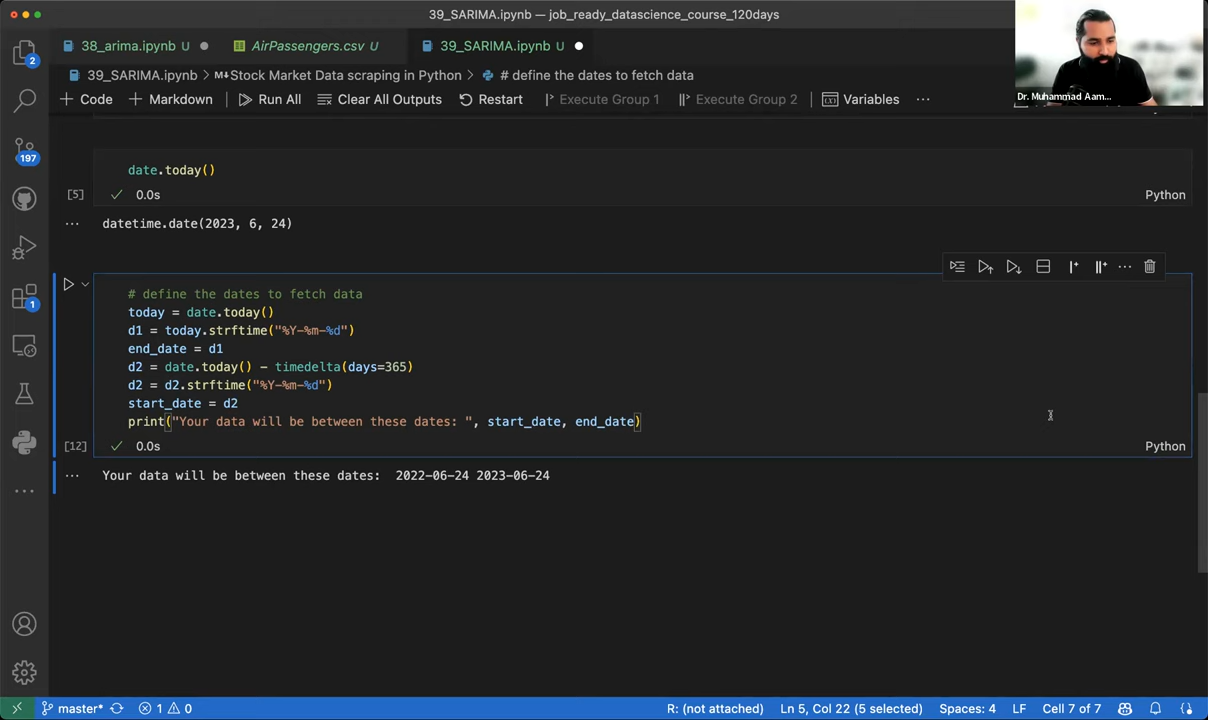 39_SARIMA.ipynb — job_ready_datascience_course_120days
38_arima.ipynb U
AirPassengers.csv U
39_SARIMA.ipynb U
39_SARIMA.ipynb > M↓Stock Market Data scraping in Python > # define the dates to fetch data
+ Code + Markdown Run All Clear All Outputs Restart Execute Group 1 Execute Group 2 Variables ...
Dr. Muhammad Aam...
2
197
1
date.today()
[5] 0.0s Python
datetime.date(2023, 6, 24)
# define the dates to fetch data
today = date.today()
d1 = today.strftime("%Y-%m-%d")
end_date = d1
d2 = date.today() - timedelta(days=365)
d2 = d2.strftime("%Y-%m-%d")
start_date = d2
print("Your data will be between these dates: ", start_date, end_date)
[12] 0.0s Python
Your data will be between these dates:  2022-06-24 2023-06-24
master* 1 0 R: (not attached) Ln 5, Col 22 (5 selected) Spaces: 4 LF Cell 7 of 7